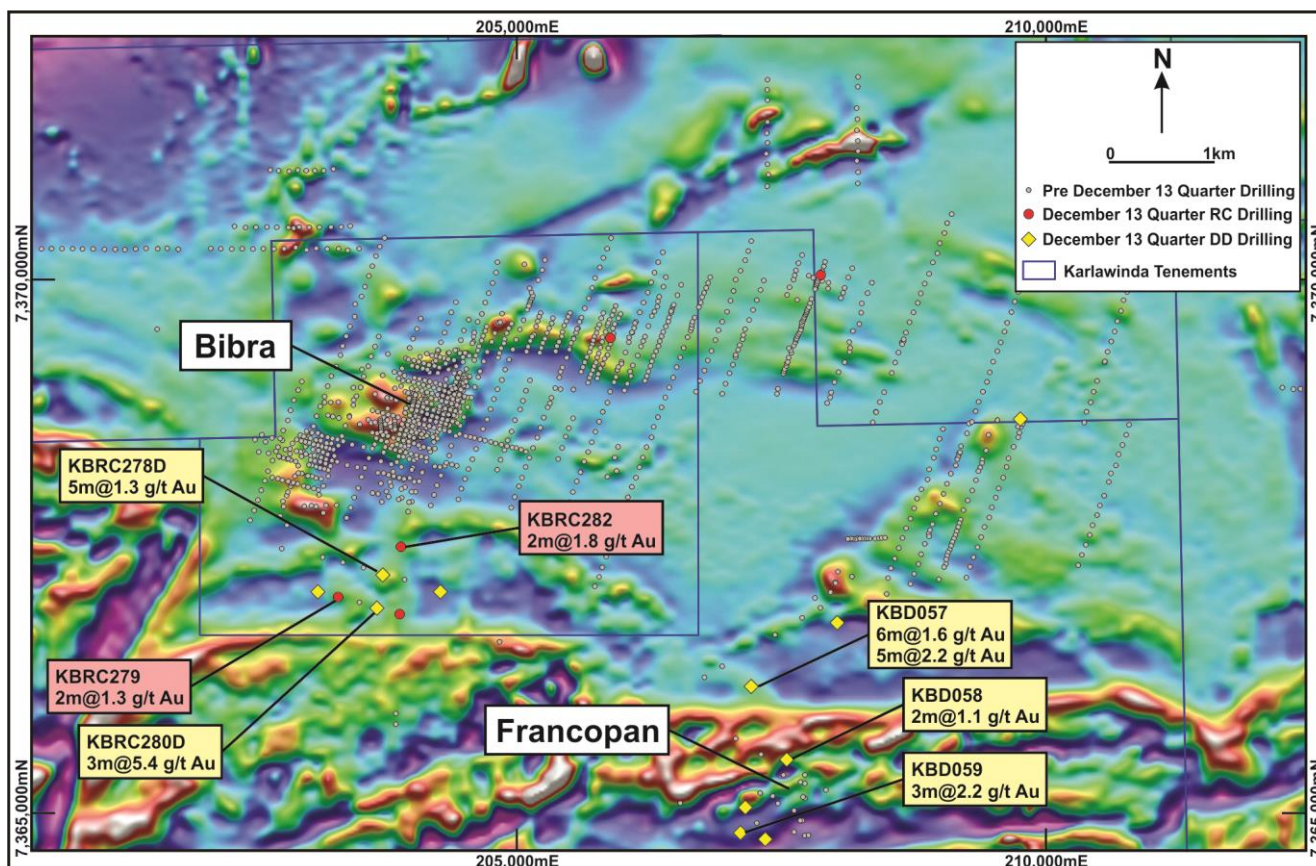 205,000mE
210,000mE
N
0
1km
Pre December 13 Quarter Drilling
December 13 Quarter RC Drilling
December 13 Quarter DD Drilling
Karlawinda Tenements
7,370,000mN
7,370,000mN
Bibra
KBRC278D
5m@1.3 g/t Au
KBRC282
2m@1.8 g/t Au
KBD057
6m@1.6 g/t Au
5m@2.2 g/t Au
KBRC279
2m@1.3 g/t Au
KBD058
2m@1.1 g/t Au
Francopan
KBRC280D
3m@5.4 g/t Au
KBD059
3m@2.2 g/t Au
7,365,000mN
7,365,000mN
205,000mE
210,000mE